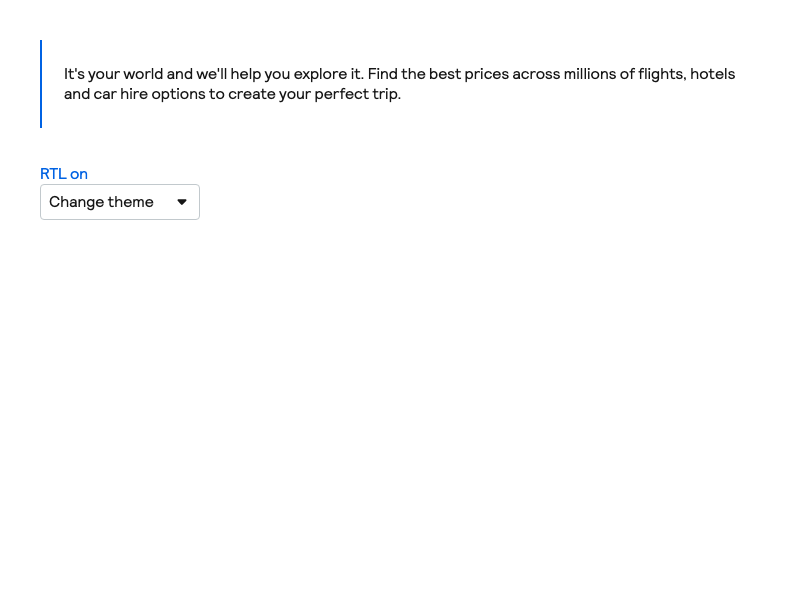 It's your world and we'll help you explore it. Find the best prices across millions of flights, hotels
and car hire options to create your perfect trip.
RTL on
Change theme